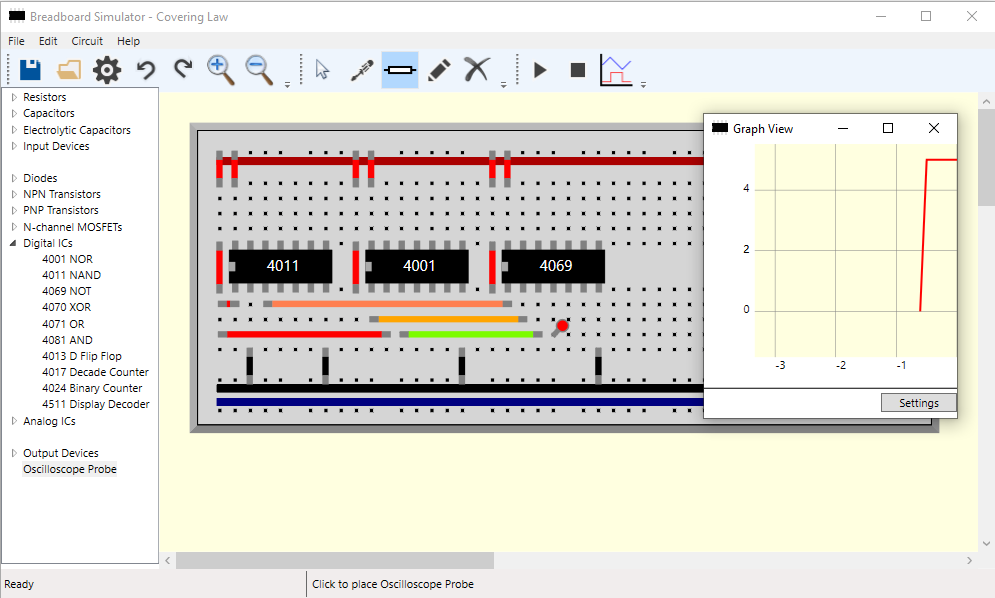 Breadboard Simulator - Covering Law
File Edit Circuit Help
Resistors
Capacitors
Electrolytic Capacitors
Input Devices
Diodes
NPN Transistors
PNP Transistors
N-channel MOSFETs
Digital ICs
4001 NOR
4011 NAND
4069 NOT
4070 XOR
4071 OR
4081 AND
4013 D Flip Flop
4017 Decade Counter
4024 Binary Counter
4511 Display Decoder
Analog ICs
Output Devices
Oscilloscope Probe
4011 4001 4069
Graph View
4
2
0
-3 -2 -1
Settings
Ready Click to place Oscilloscope Probe